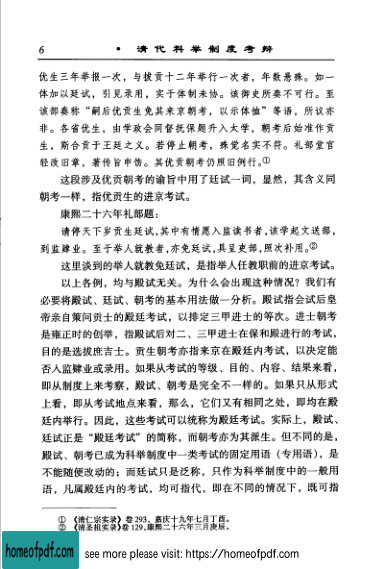 6 • 清代科举制度考辨
优生三年举报一次，与拔贡十二年举行一次者，年数悬殊。如一
体加以廷试，引见录用，实于体制未协。该御史所奏不可行。至
该部奏称“嗣后优贡生免其来京朝考，以示体恤”等语，所议亦
非。各省优生，由学政会同督抚保题升入太学，朝考后始准作贡
生，斯合贡于王廷之义。若停止朝考，殊觉名实不符。礼部堂官
轻改旧章，著传旨申饬。其优贡朝考仍照旧例行。①
这段涉及优贡朝考的谕旨中用了廷试一词，显然，其含义同
朝考一样，指优贡生的进京考试。
康熙二十六年礼部题：
请停天下岁贡生廷试，其中有情愿入监读书者，该学起文送部，
到监肄业。至于举人就教者，亦免廷试，具呈吏部，照次补用。②
这里谈到的举人就教免廷试，是指举人任教职前的进京考试。
以上各例，均与殿试无关。为什么会出现这种情况？我们有
必要将殿试、廷试、朝考的基本用法做一分析。殿试指会试后皇
帝亲自策问贡士的殿廷考试，以排定三甲进士的等次。进士朝考
是雍正时的创举，指殿试后对二、三甲进士在保和殿进行的考试，
目的是选拔庶吉士。贡生朝考亦指来京在殿廷内考试，以决定能
否入监肄业或录用。如果从考试的等级、目的、内容、结果来看，
即从制度上来考察，殿试、朝考是完全不一样的。如果只从形式
上看，即从考试地点来看，那么，它们又有相同之处，即均在殿
廷内举行。因此，这些考试可以统称为殿廷考试。实际上，殿试、
廷试正是“殿廷考试”的简称，而朝考亦为其派生。但不同的是，
殿试、朝考已成为科举制度中一类考试的固定用语（专用语），是
不能随便改动的；而廷试只是泛称，只作为科举制度中的一般用
语，凡属殿廷内的考试，均可指代，即在不同的情况下，既可指
① 《清仁宗实录》卷 293，嘉庆十九年七月丁酉。
② 《清圣祖实录》卷 129，康熙二十六年三月庚辰。
homeofpdf.com see more please visit: https://homeofpdf.com